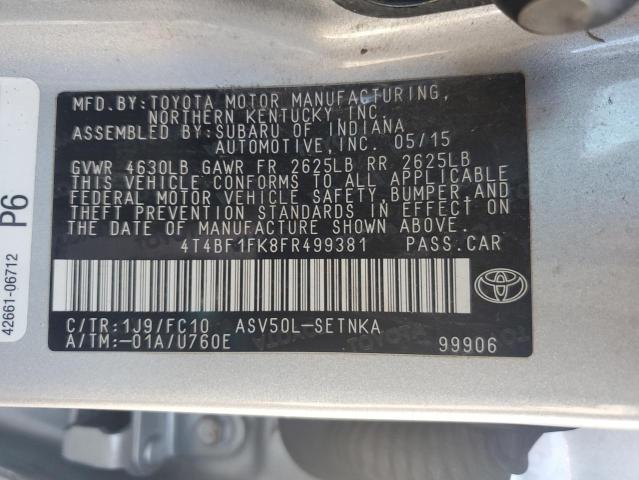 MFD.BY:TOYOTA MOTOR MANUFACTURING,
NORTHERN KENTUCKY,INC.
ASSEMBLED BY:SUBARU OF INDIANA
AUTOMOTIVE,INC. 05/15
GVWR 4630LB GAWR FR 2625LB RR 2625LB
THIS VEHICLE CONFORMS TO ALL APPLICABLE
FEDERAL MOTOR VEHICLE SAFETY,BUMPER,AND
THEFT PREVENTION STANDARDS IN EFFECT ON
THE DATE OF MANUFACTURE SHOWN ABOVE.
4T4BF1FK8FR499381 PASS.CAR
C/TR:1J9/FC10 ASV50L-SETNKA
A/TM:-01A/U760E 99906
P6
42661-06712